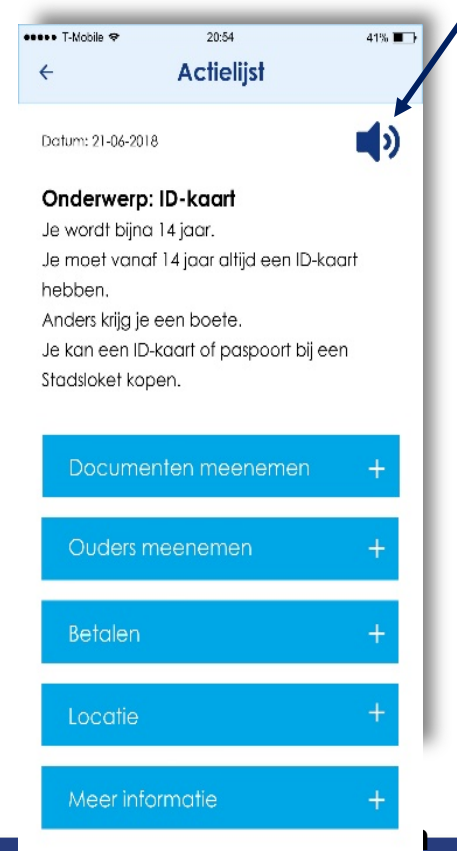 T-Mobile 20:54 41%
Actielijst
Datum: 21-06-2018
Onderwerp: ID-kaart
Je wordt bijna 14 jaar.
Je moet vanaf 14 jaar altijd een ID-kaart
hebben.
Anders krijg je een boete.
Je kan een ID-kaart of paspoort bij een
Stadsloket kopen.
Documenten meenemen +
Ouders meenemen +
Betalen +
Locatie +
Meer informatie +